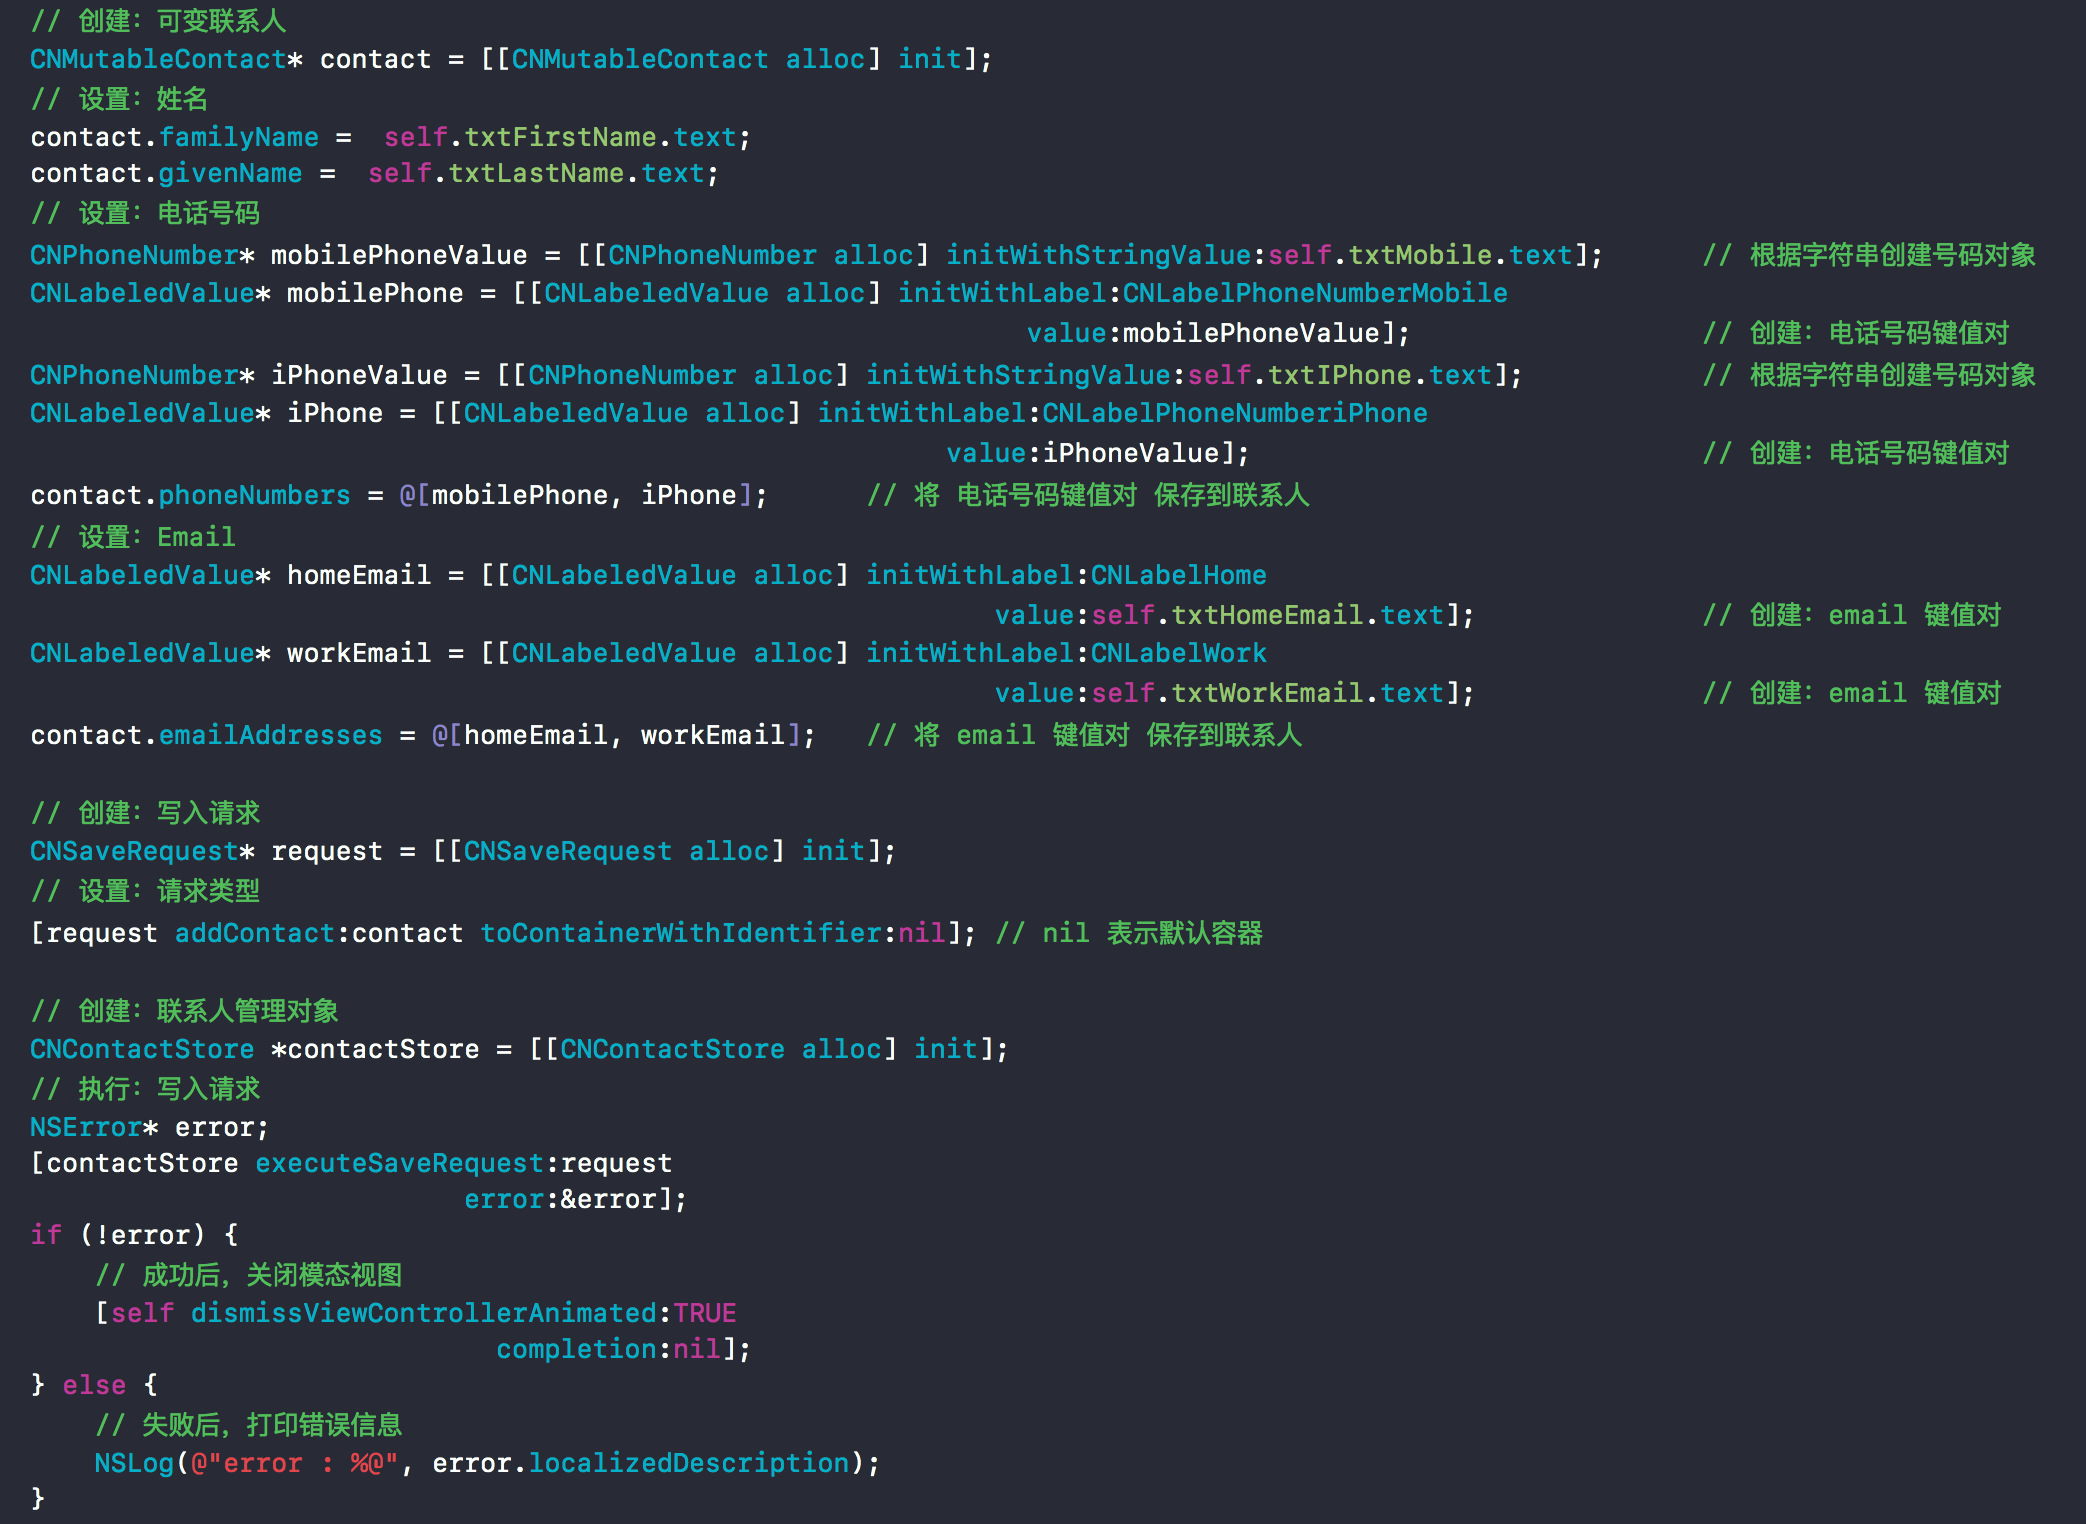 // 创建：可变联系人
CNMutableContact* contact = [[CNMutableContact alloc] init];
// 设置：姓名
contact.familyName =  self.txtFirstName.text;
contact.givenName =  self.txtLastName.text;
// 设置：电话号码
CNPhoneNumber* mobilePhoneValue = [[CNPhoneNumber alloc] initWithStringValue:self.txtMobile.text]; // 根据字符串创建号码对象
CNLabeledValue* mobilePhone = [[CNLabeledValue alloc] initWithLabel:CNLabelPhoneNumberMobile
value:mobilePhoneValue]; // 创建：电话号码键值对
CNPhoneNumber* iPhoneValue = [[CNPhoneNumber alloc] initWithStringValue:self.txtIPhone.text]; // 根据字符串创建号码对象
CNLabeledValue* iPhone = [[CNLabeledValue alloc] initWithLabel:CNLabelPhoneNumberiPhone
value:iPhoneValue]; // 创建：电话号码键值对
contact.phoneNumbers = @[mobilePhone, iPhone]; // 将 电话号码键值对 保存到联系人
// 设置：Email
CNLabeledValue* homeEmail = [[CNLabeledValue alloc] initWithLabel:CNLabelHome
value:self.txtHomeEmail.text]; // 创建：email 键值对
CNLabeledValue* workEmail = [[CNLabeledValue alloc] initWithLabel:CNLabelWork
value:self.txtWorkEmail.text]; // 创建：email 键值对
contact.emailAddresses = @[homeEmail, workEmail]; // 将 email 键值对 保存到联系人
// 创建：写入请求
CNSaveRequest* request = [[CNSaveRequest alloc] init];
// 设置：请求类型
[request addContact:contact toContainerWithIdentifier:nil]; // nil 表示默认容器
// 创建：联系人管理对象
CNContactStore *contactStore = [[CNContactStore alloc] init];
// 执行：写入请求
NSError* error;
[contactStore executeSaveRequest:request
error:&error];
if (!error) {
// 成功后，关闭模态视图
[self dismissViewControllerAnimated:TRUE
completion:nil];
} else {
// 失败后，打印错误信息
NSLog(@"error : %@", error.localizedDescription);
}